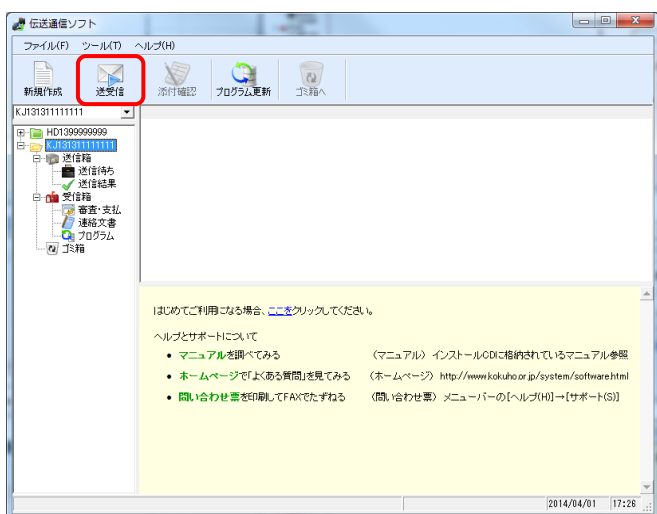 伝送通信ソフト
ファイル(F) ツール(T) ヘルプ(H)
新規作成 送受信 添付確認 プログラム更新 ゴミ箱へ
KJ131311111111
HD1399999999
KJ131311111111
送信箱
送信待ち
送信結果
受信箱
審査・支払
連絡文書
プログラム
ゴミ箱
はじめてご利用になる場合、ここをクリックしてください。
ヘルプとサポートについて
• マニュアルを調べてみる (マニュアル) インストールCDに格納されているマニュアル参照
• ホームページで「よくある質問」を見てみる (ホームページ) http://www.kokuho.or.jp/system/software.html
• 問い合わせ票を印刷してFAXでたずねる (問い合わせ票) メニューバーの[ヘルプ(H)]→[サポート(S)]
2014/04/01 17:26